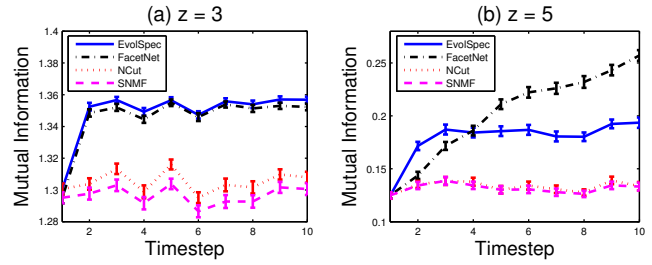 (a) z = 3
Mutual Information
1.4
1.38
1.36
1.34
1.32
1.3
1.28
EvolSpec
FacetNet
NCut
SNMF
2
4
6
8
10
Timestep
(b) z = 5
Mutual Information
0.25
0.2
0.15
0.1
EvolSpec
FacetNet
NCut
SNMF
2
4
6
8
10
Timestep